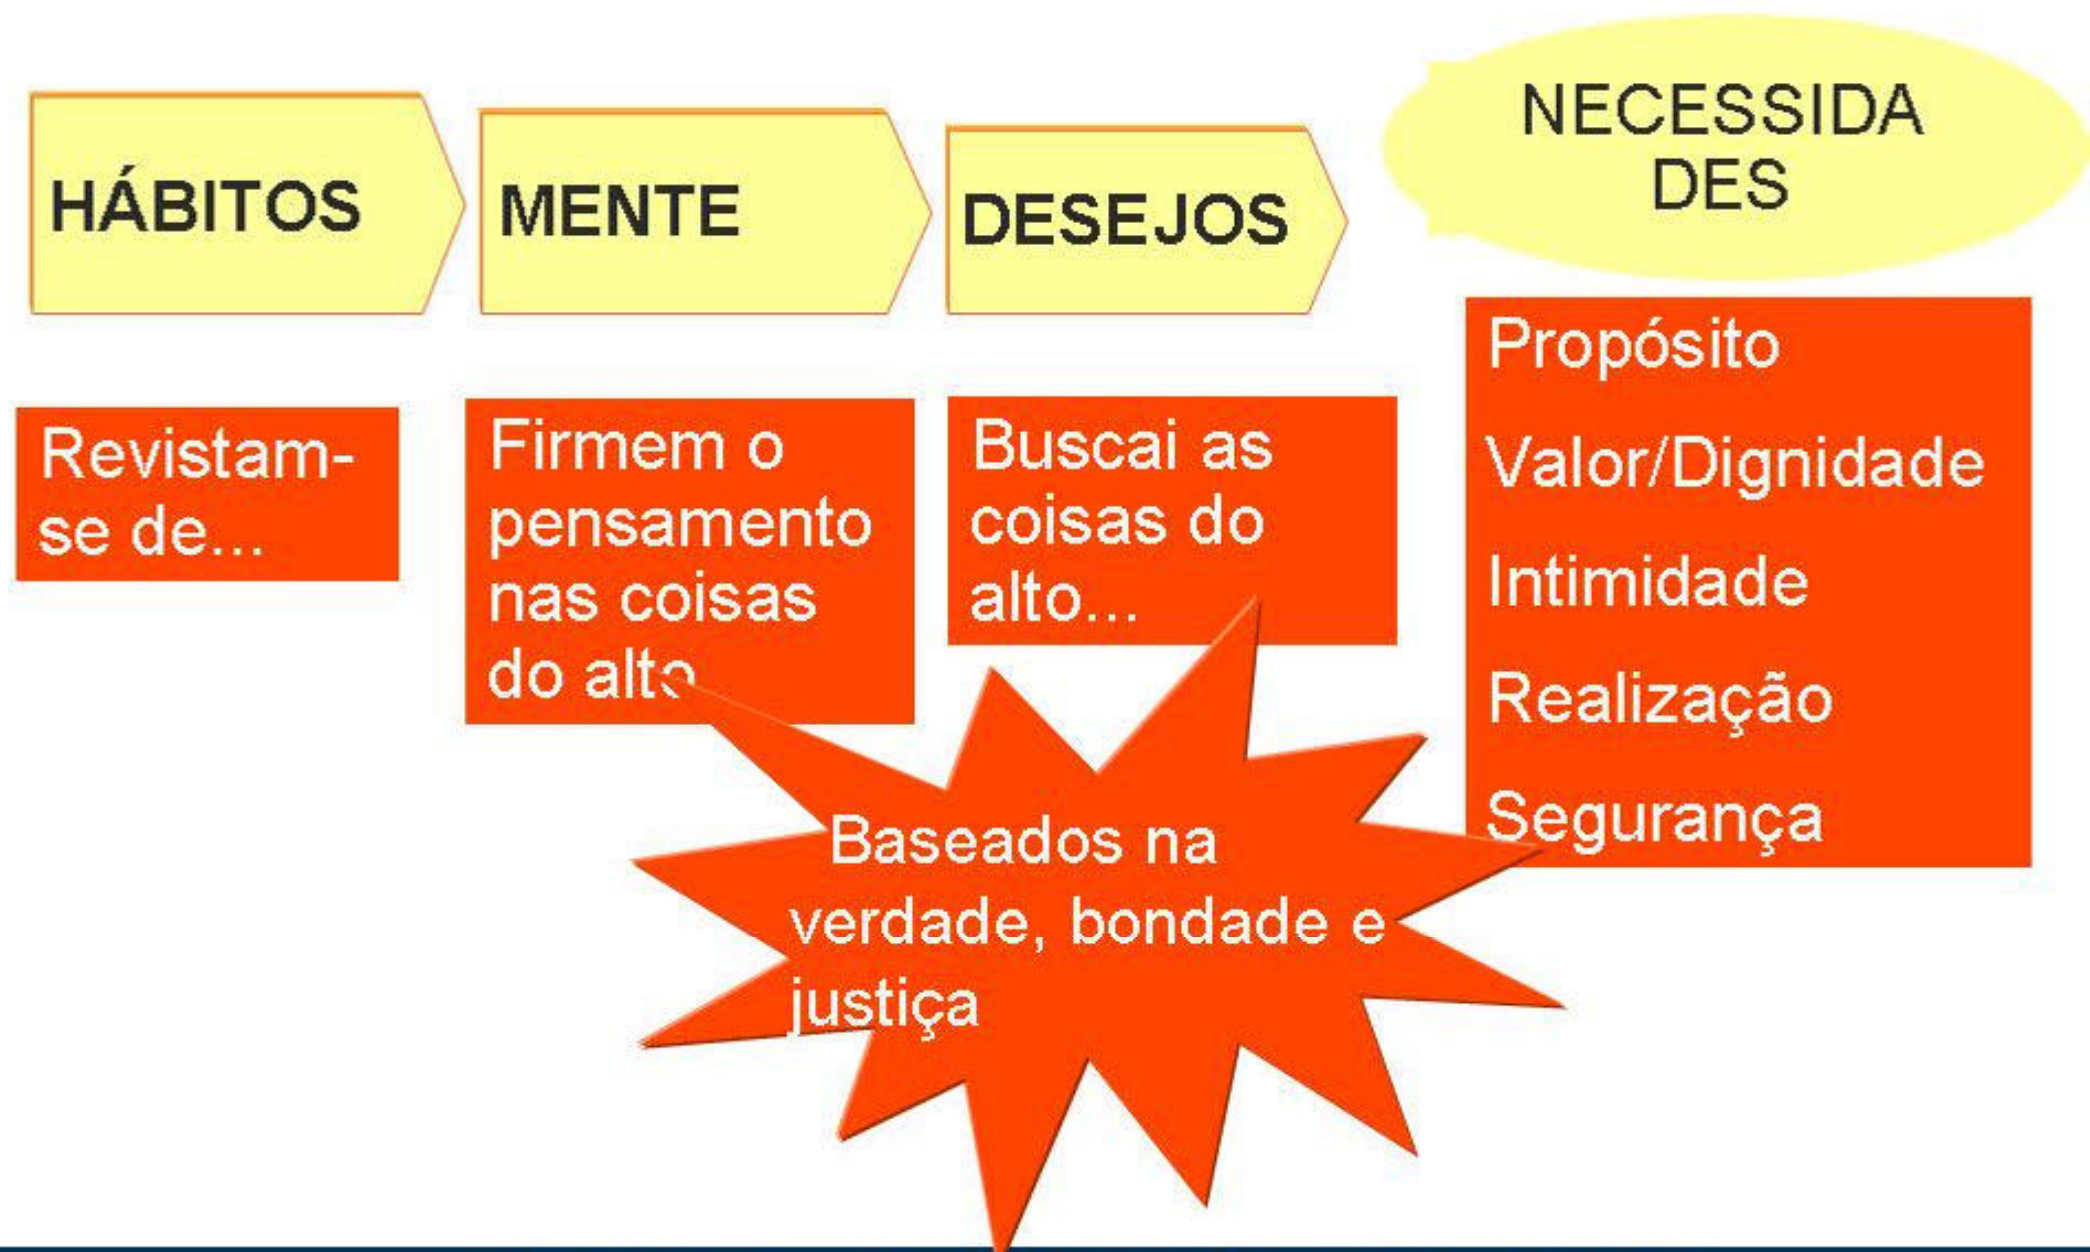 HÁBITOS
MENTE
DESEJOS
NECESSIDA
DES
Revistam-
se de...
Firmem o
pensamento
nas coisas
do alto
Buscai as
coisas do
alto...
Propósito
Valor/Dignidade
Intimidade
Realização
Segurança
Baseados na
verdade, bondade e
justiça